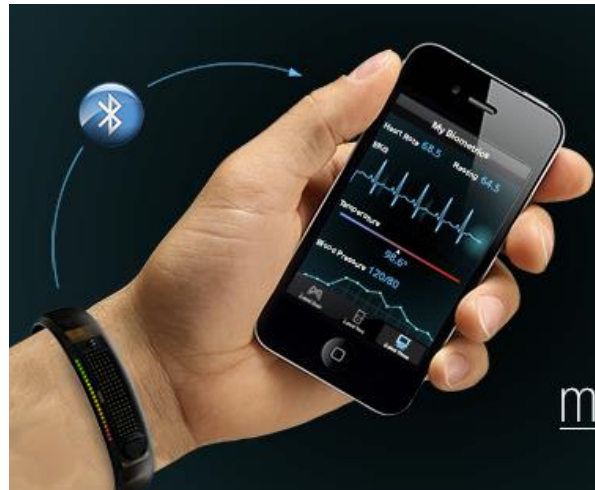 My Biometrics
Heart Rate 68.5 Resting 64.5
EKG
Temperature
98.6°
Blood Pressure 120/80
m